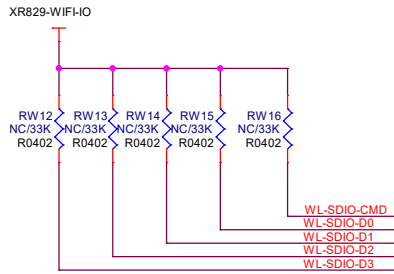 XR829-WIFI-IO
RW12 RW13 RW14 RW15 RW16
NC/33K NC/33K NC/33K NC/33K NC/33K
R0402 R0402 R0402 R0402 R0402
WL-SDIO-CMD
WL-SDIO-D0
WL-SDIO-D1
WL-SDIO-D2
WL-SDIO-D3